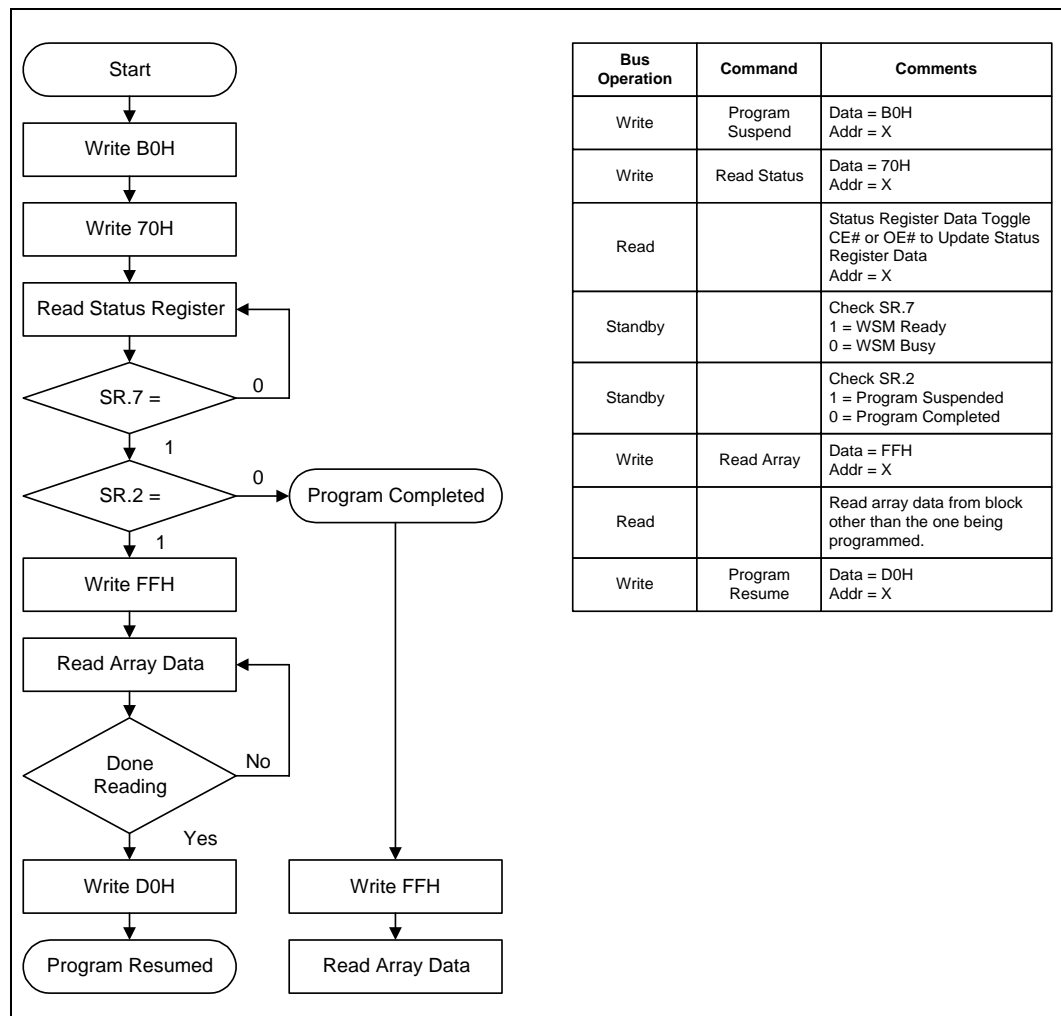 Start
Write B0H
Write 70H
Read Status Register
SR.7 =
0
1
SR.2 =
0
Program Completed
1
Write FFH
Read Array Data
Done
Reading
No
Yes
Write D0H
Write FFH
Program Resumed
Read Array Data
Bus
Operation
Command
Comments
Write
Program
Suspend
Data = B0H
Addr = X
Write
Read Status
Data = 70H
Addr = X
Read
Status Register Data Toggle
CE# or OE# to Update Status
Register Data
Addr = X
Standby
Check SR.7
1 = WSM Ready
0 = WSM Busy
Standby
Check SR.2
1 = Program Suspended
0 = Program Completed
Write
Read Array
Data = FFH
Addr = X
Read
Read array data from block
other than the one being
programmed.
Write
Program
Resume
Data = D0H
Addr = X